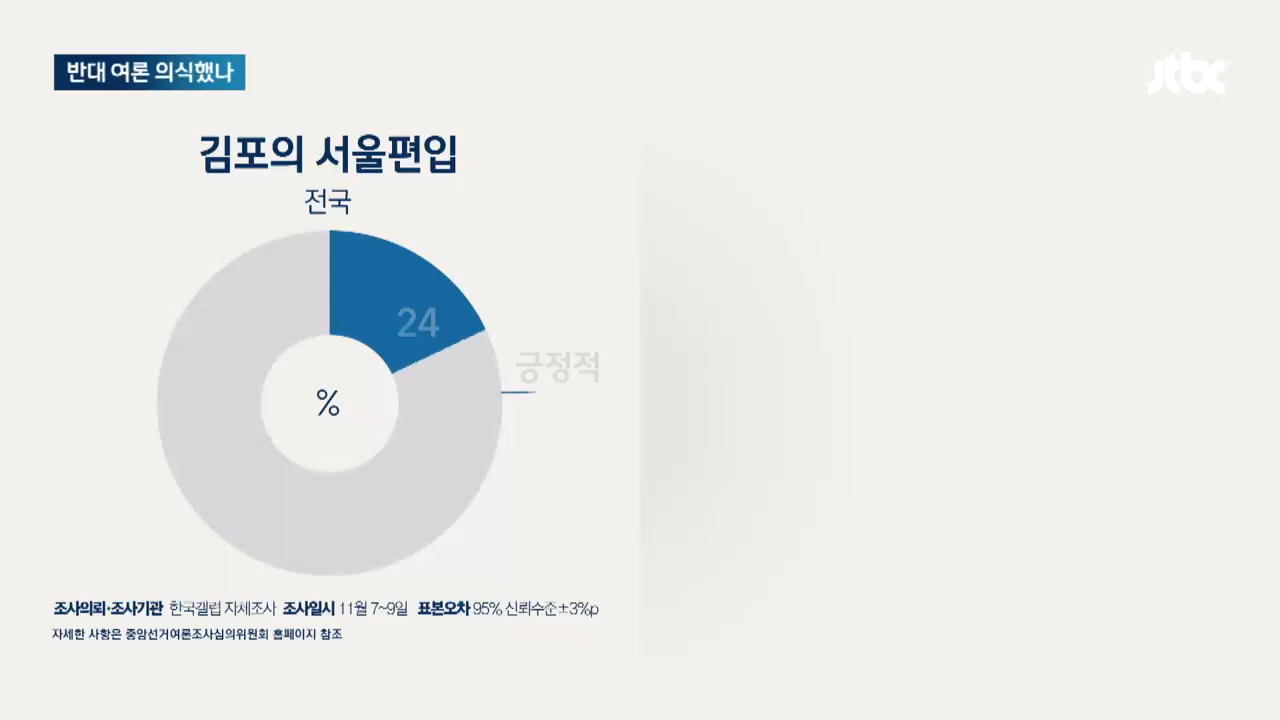 반대 여론 의식했나
jtbc
김포의 서울편입
전국
24
긍정적
%
조사의뢰·조사기관 한국갤럽 자체조사 조사일시 11월 7~9일 표본오차 95% 신뢰수준±3%p
자세한 사항은 중앙선거여론조사심의위원회 홈페이지 참조